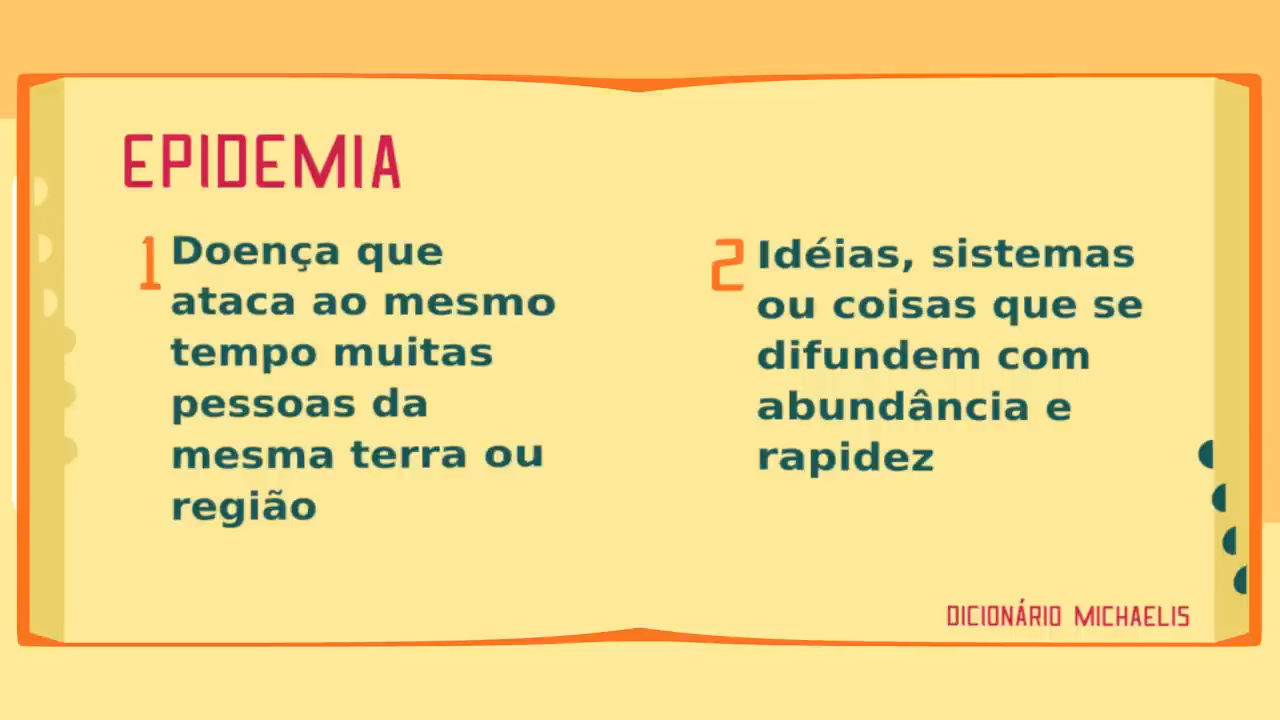 EPIDEMIA
1 Doença que
ataca ao mesmo
tempo muitas
pessoas da
mesma terra ou
região
2 Idéias, sistemas
ou coisas que se
difundem com
abundância e
rapidez
DICIONÁRIO MICHAELIS